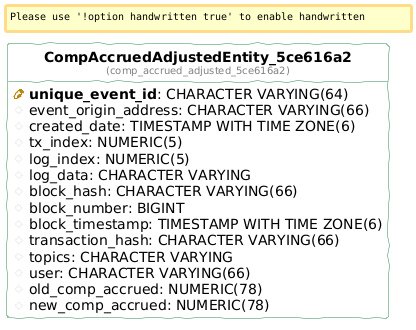 Please use '!option handwritten true' to enable handwritten
CompAccruedAdjustedEntity_5ce616a2
(comp_accrued_adjusted_5ce616a2)
unique_event_id: CHARACTER VARYING(64)
event_origin_address: CHARACTER VARYING(66)
created_date: TIMESTAMP WITH TIME ZONE(6)
tx_index: NUMERIC(5)
log_index: NUMERIC(5)
log_data: CHARACTER VARYING
block_hash: CHARACTER VARYING(66)
block_number: BIGINT
block_timestamp: TIMESTAMP WITH TIME ZONE(6)
transaction_hash: CHARACTER VARYING(66)
topics: CHARACTER VARYING
user: CHARACTER VARYING(66)
old_comp_accrued: NUMERIC(78)
new_comp_accrued: NUMERIC(78)